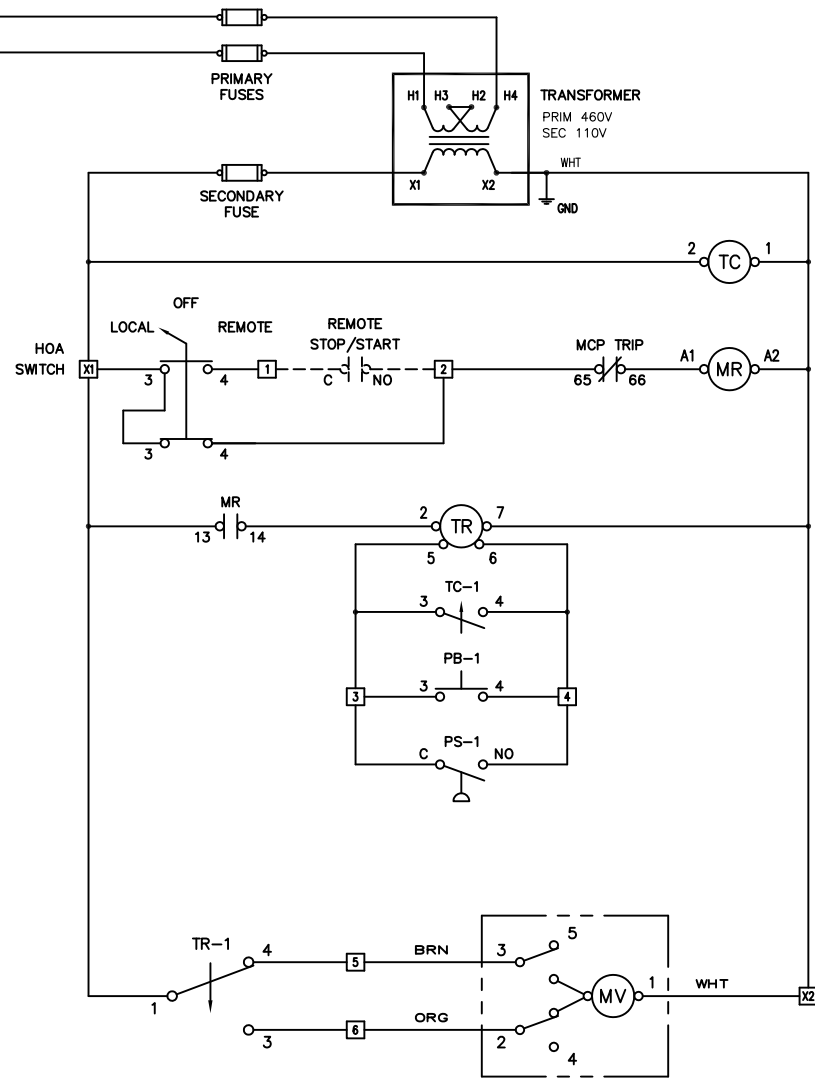 PRIMARY
FUSES
H1 H3 H2 H4
TRANSFORMER
PRIM 460V
SEC 110V
X1 X2
WHT
GND
SECONDARY
FUSE
2 TC 1
OFF
LOCAL REMOTE
HOA
SWITCH
X1
3 4
1
REMOTE
STOP/START
C NO
2
MCP TRIP
65 66
A1 MR A2
3 4
MR
13 14
2 TR 7
5 6
TC-1
3 4
PB-1
3 3 4 4
PS-1
C NO
TR-1
1 4
3
5 BRN
6 ORG
3 5
2 4
MV 1
WHT
X2